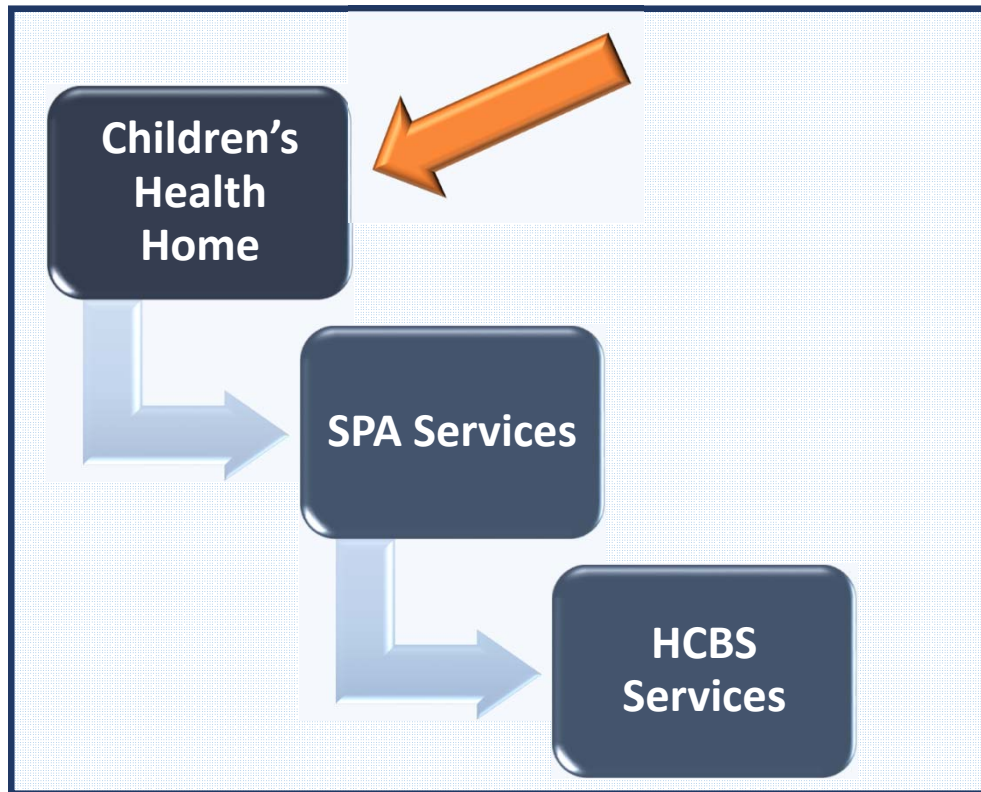 Children’s
Health
Home
SPA Services
HCBS
Services